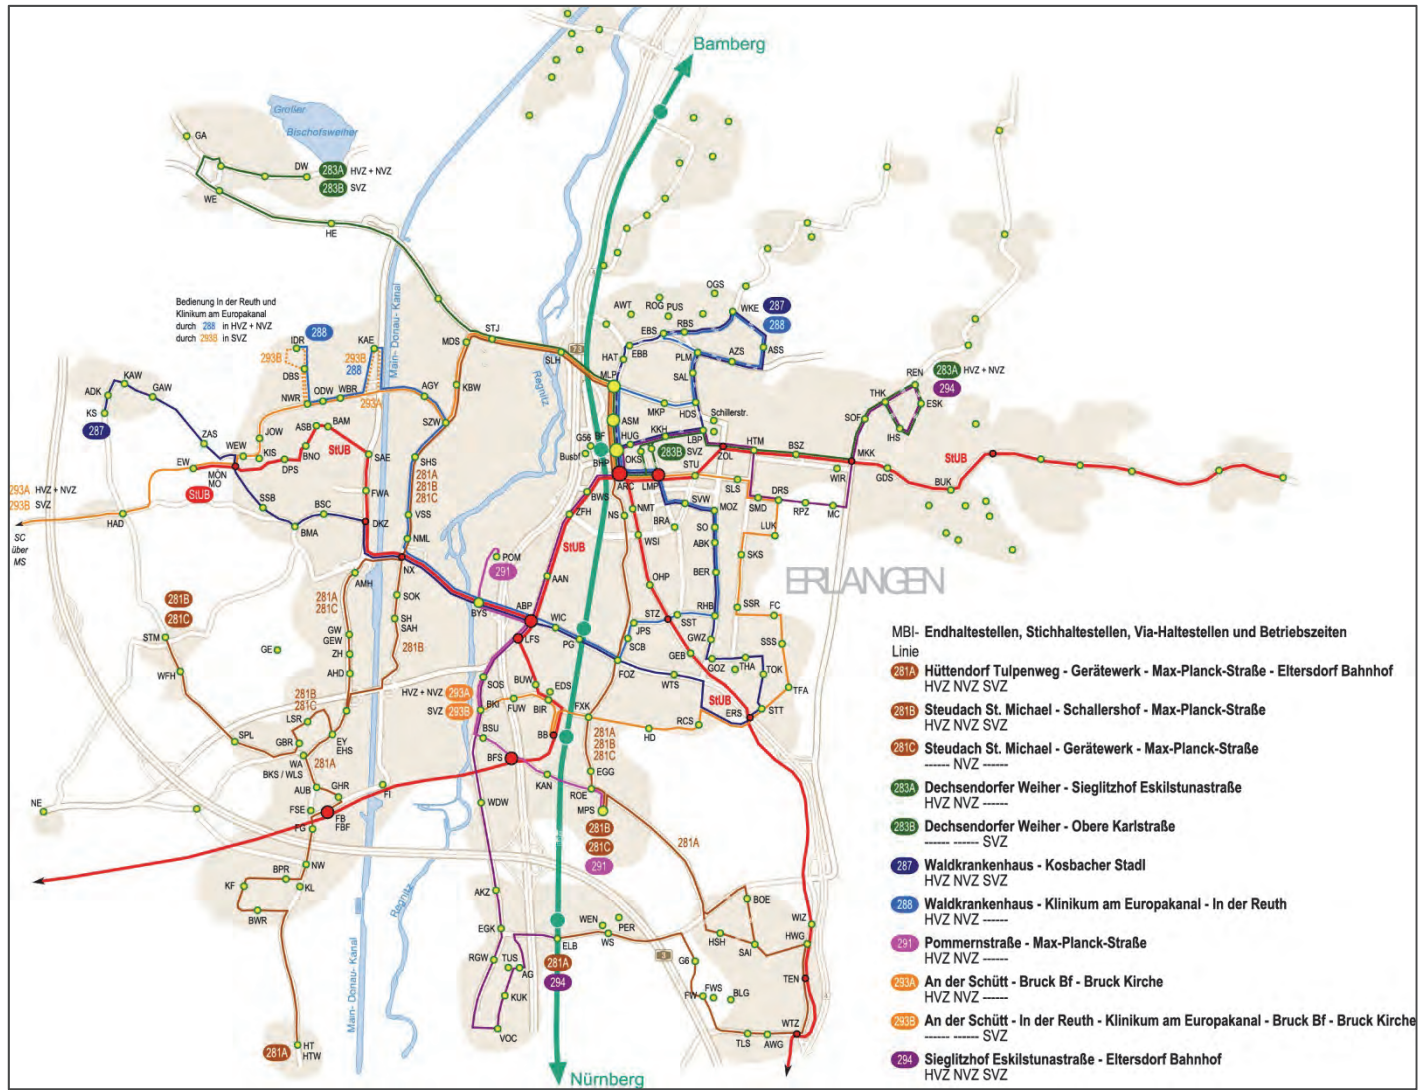 Bamberg
Großer
Bischofsweiher
GA
DW
283A HVZ + NVZ
283B SVZ
WE
HE
Main- Donau- Kanal
Regnitz
73
Bedienung In der Reuth und
Klinikum am Europakanal
durch 288 in HVZ + NVZ
durch 293B in SVZ
IDR
288
KAE
293B
293B
288
DBS
NWR
ODW
WBR
293A
AGY
SZW
MDS
STJ
KBW
SLH
OGS
AWT
ROG
PUS
WKE
287
288
EBS
RBS
EBB
HAT
PLM
AZS
ASS
MLP
SAL
MKP
HDS
ASM
Schillerstr.
KAW
ADK
GAW
KS
287
ZAS
JOW
WEW
KIS
ASB
BAM
BNO
StUB
DPS
SAE
EW
MÖN
MO
StUB
SSB
BSC
BMA
FWA
DKZ
SHS
281A
281B
281C
VSS
NML
NX
293A HVZ + NVZ
293B SVZ
HAD
SC
über
MS
G56
BF
Busbf
BHP
HUG
KKH
OKS
283B
LBP
SVZ
ZOL
STU
ARC
LMP
HTM
BSZ
SOF
THK
REN
283A HVZ + NVZ
294
ESK
IHS
MKK
WIR
GDS
BUK
StUB
SLS
DRS
SMD
RPZ
MC
LUK
BWS
ZFH
NS
NMT
SVW
MOZ
BRA
SO
WSI
ABK
SKS
StUB
POM
291
AAN
OHP
BER
ERLANGEN
AMH
281A
281C
SOK
SH
SAH
281B
BYS
ABP
LFS
WIC
PG
JPS
SCB
STZ
SST
RHB
SSR
FC
GWZ
SSS
GEB
GOZ
THA
TOK
FOZ
WTS
StUB
TFA
ERS
STT
281B
281C
STM
WFH
GE
GW
GEW
ZH
AHD
281B
281C
LSR
GBR
SPL
WA
BKS / WLS
281A
EY
EHS
AUB
GHR
FSE
FB
FBF
FG
FI
NE
SOS
HVZ + NVZ 293A
SVZ 293B
BKI
FUW
BUW
EDS
BIR
FXK
BSU
BB
BFS
281A
281B
281C
EGG
KAN
ROE
MPS
281B
281C
291
HD
RCS
281A
WDW
NW
BPR
KF
KL
BWR
281A
HT
HTW
Main- Donau- Kanal
Regnitz
AKZ
EGK
RGW
TUS
AG
KUK
VOC
ELB
281A
294
WEN
PER
WS
3
G6
FW
FWS
BLG
TLS
AWG
WTZ
BOE
HSH
SAI
WIZ
HWG
TEN
Nürnberg
MBI- Endhaltestellen, Stichhaltestellen, Via-Haltestellen und Betriebszeiten
Linie
281A Hüttendorf Tulpenweg - Gerätewerk - Max-Planck-Straße - Eltersdorf Bahnhof
HVZ NVZ SVZ
281B Steudach St. Michael - Schallershof - Max-Planck-Straße
HVZ NVZ SVZ
281C Steudach St. Michael - Gerätewerk - Max-Planck-Straße
------ NVZ ------
283A Dechsendorfer Weiher - Sieglitzhof Eskilstunastraße
HVZ NVZ ------
283B Dechsendorfer Weiher - Obere Karlstraße
------ ------ SVZ
287 Waldkrankenhaus - Kosbacher Stadl
HVZ NVZ SVZ
288 Waldkrankenhaus - Klinikum am Europakanal - In der Reuth
HVZ NVZ ------
291 Pommernstraße - Max-Planck-Straße
HVZ NVZ SVZ
293A An der Schütt - Bruck Bf - Bruck Kirche
HVZ NVZ ------
293B An der Schütt - In der Reuth - Klinikum am Europakanal - Bruck Bf - Bruck Kirche
------ ------ SVZ
294 Sieglitzhof Eskilstunastraße - Eltersdorf Bahnhof
HVZ NVZ SVZ